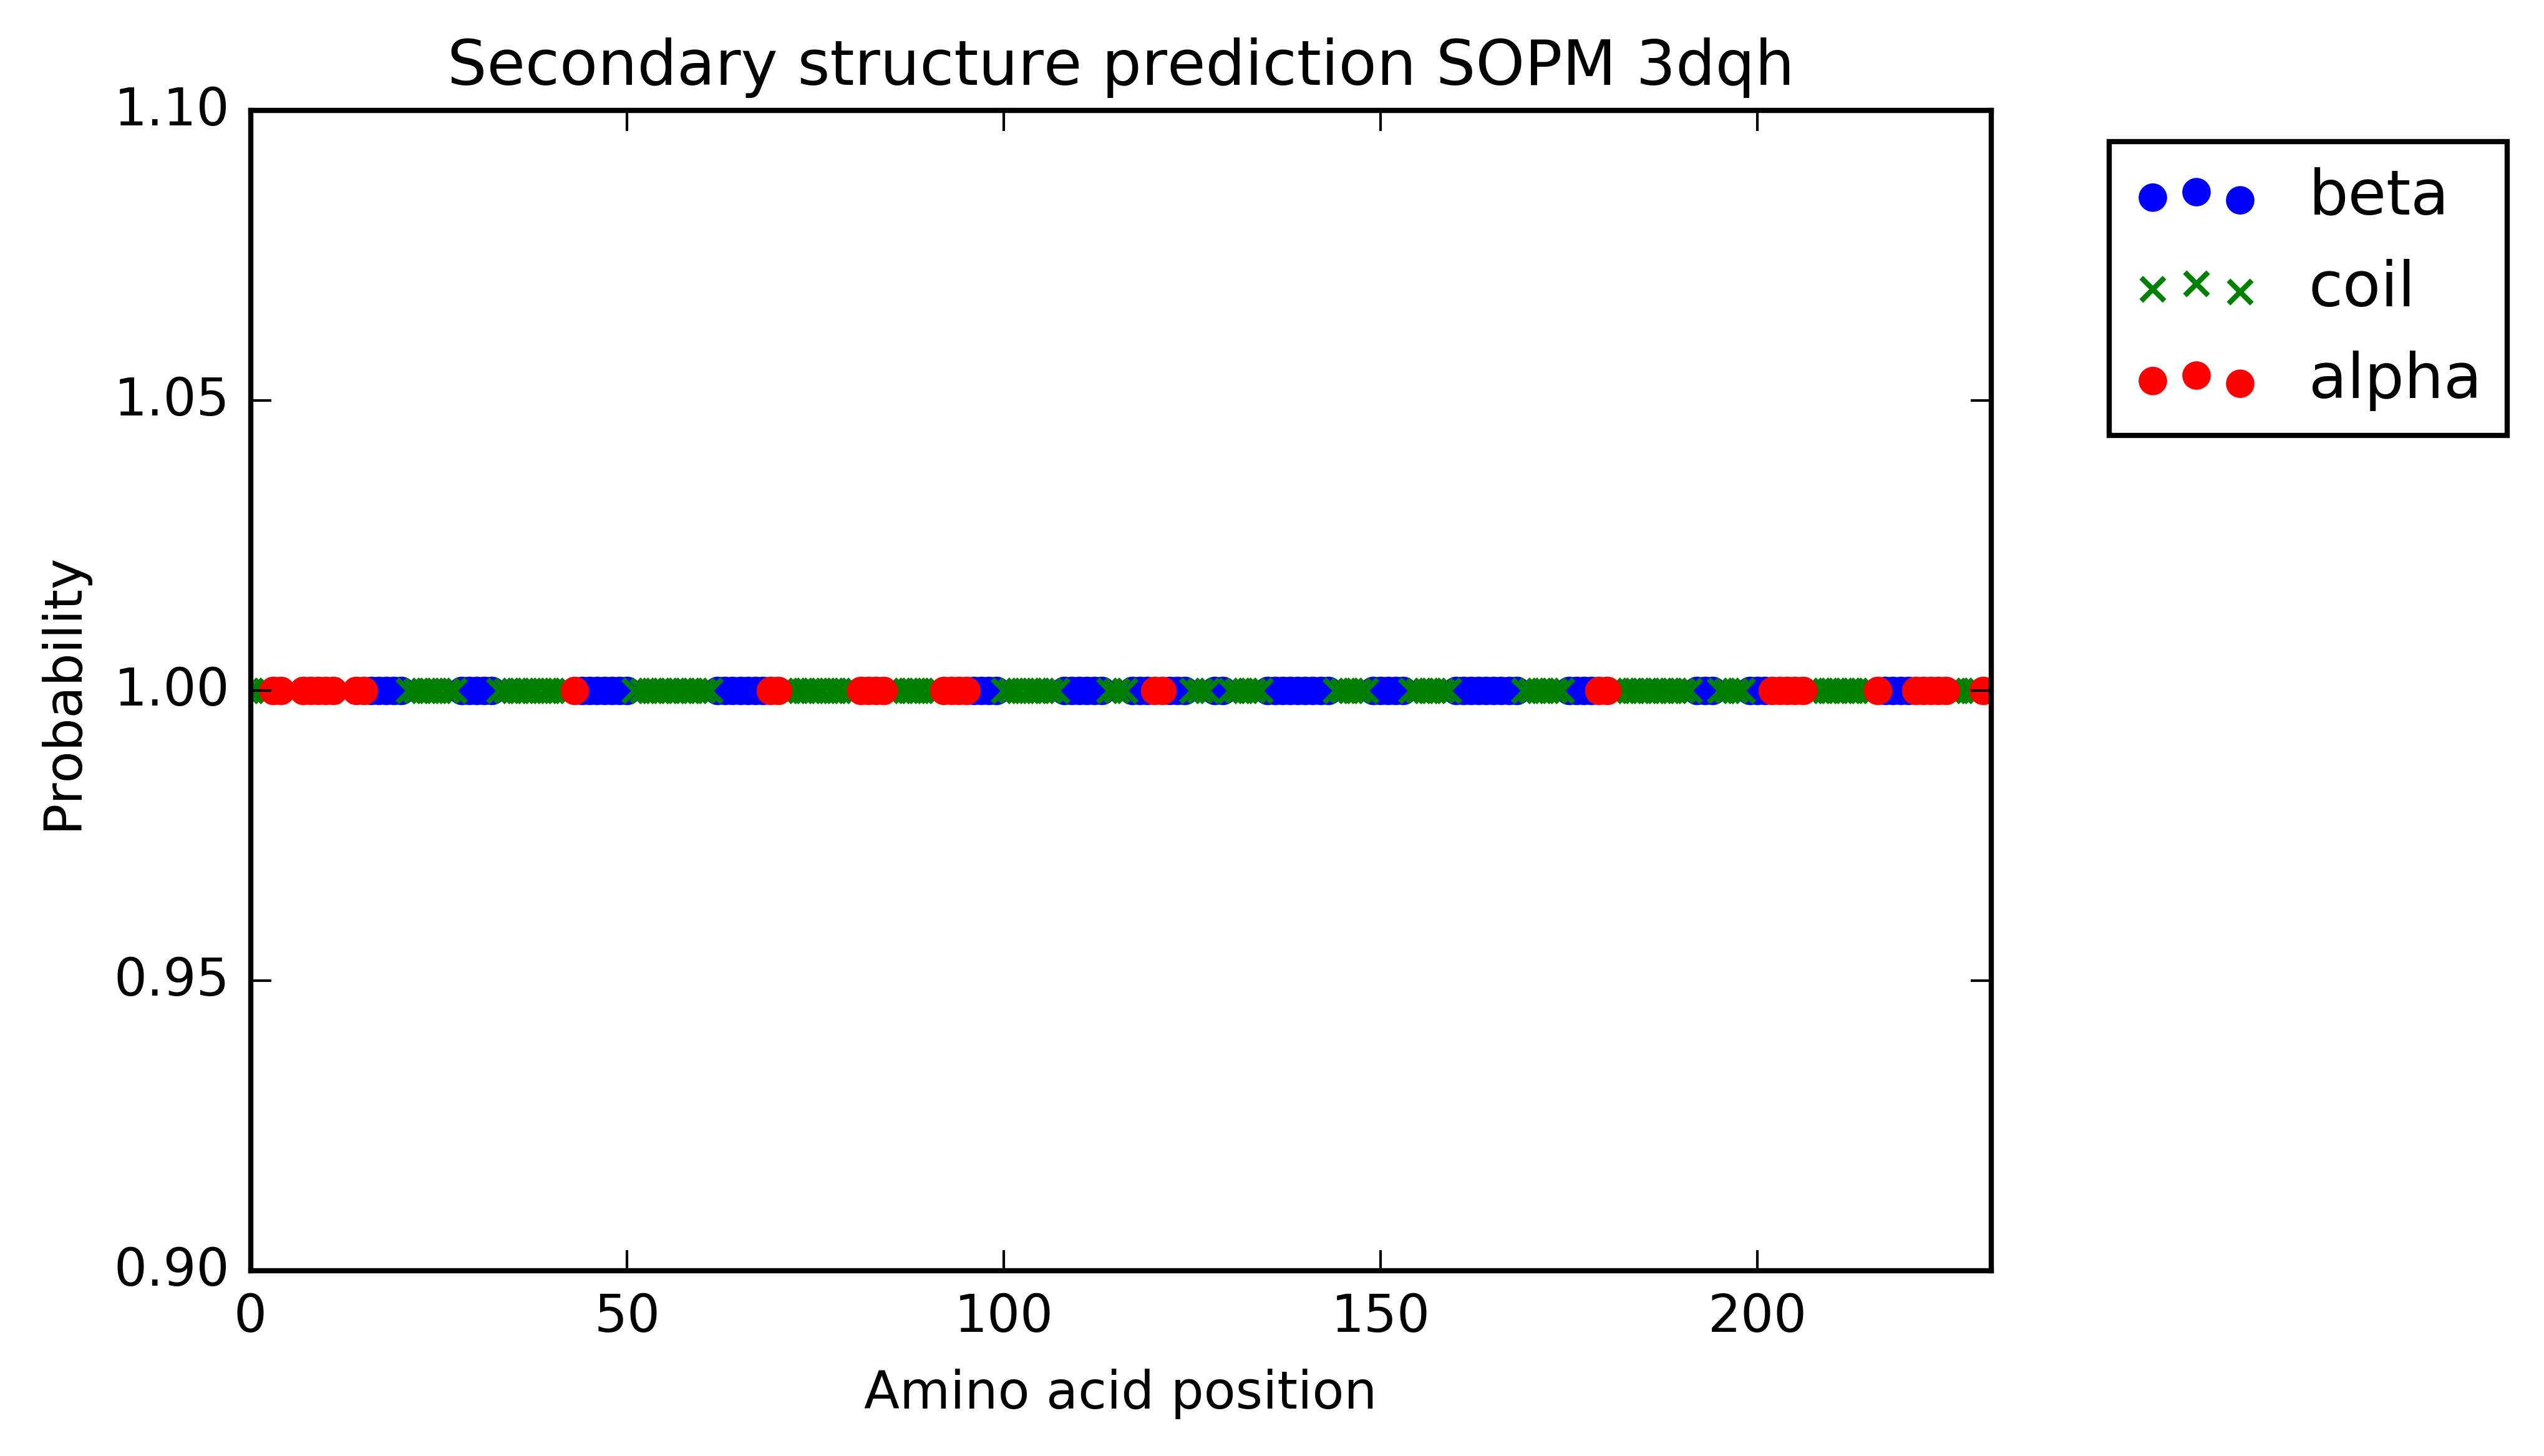 Secondary structure prediction SOPM 3dqh
1.10
1.05
1.00
0.95
0.90
Probability
0 50 100 150 200
Amino acid position
beta
coil
alpha